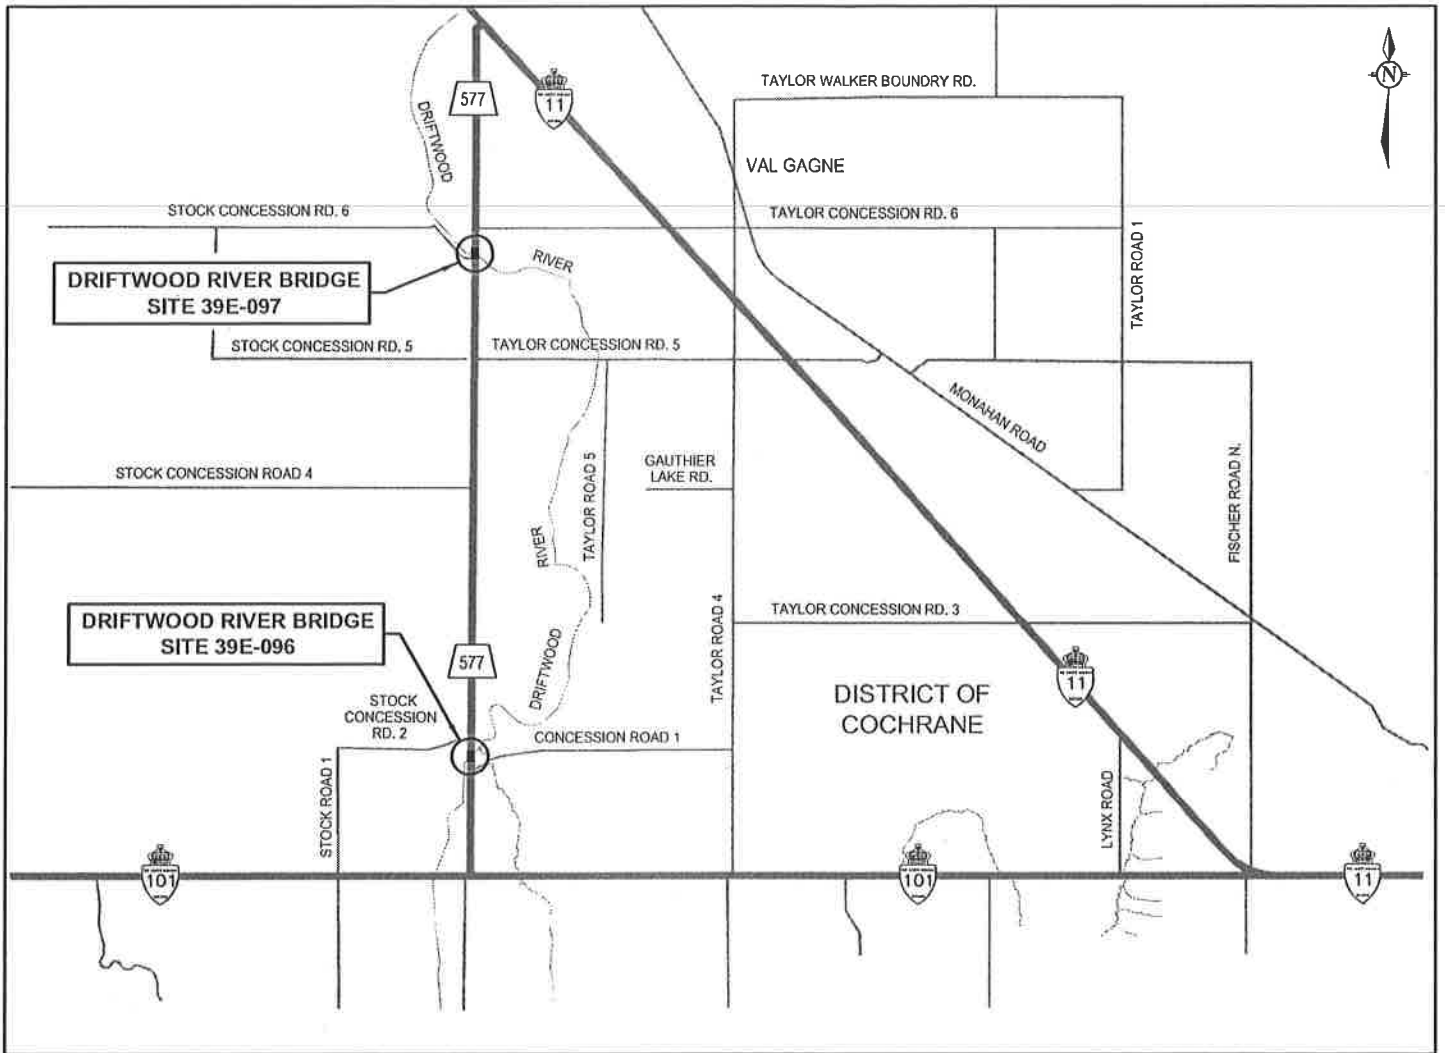 577
11
TAYLOR WALKER BOUNDRY RD.
N
DRIFTWOOD
VAL GAGNE
STOCK CONCESSION RD. 6
TAYLOR CONCESSION RD. 6
RIVER
TAYLOR ROAD 1
DRIFTWOOD RIVER BRIDGE
SITE 39E-097
STOCK CONCESSION RD. 5
TAYLOR CONCESSION RD. 5
MONAHAN ROAD
STOCK CONCESSION ROAD 4
GAUTHIER
LAKE RD.
TAYLOR ROAD 5
FISCHER ROAD N.
RIVER
DRIFTWOOD RIVER BRIDGE
SITE 39E-096
TAYLOR CONCESSION RD. 3
TAYLOR ROAD 4
577
DRIFTWOOD
11
DISTRICT OF
COCHRANE
STOCK
CONCESSION
RD. 2
CONCESSION ROAD 1
STOCK ROAD 1
LYNX ROAD
101
101
11